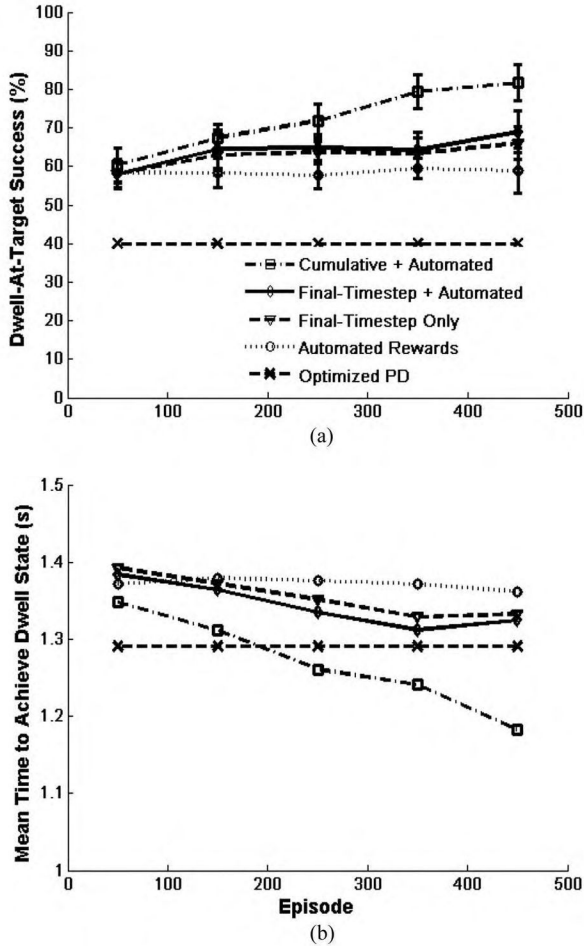 100
90
80
70
60
50
40
30
20
10
0
Dwell-At-Target Success (%)
Cumulative + Automated
Final-Timestep + Automated
Final-Timestep Only
Automated Rewards
Optimized PD
0 100 200 300 400 500
(a)
1.5
1.4
1.3
1.2
1.1
1
Mean Time to Achieve Dwell State (s)
0 100 200 300 400 500
Episode
(b)